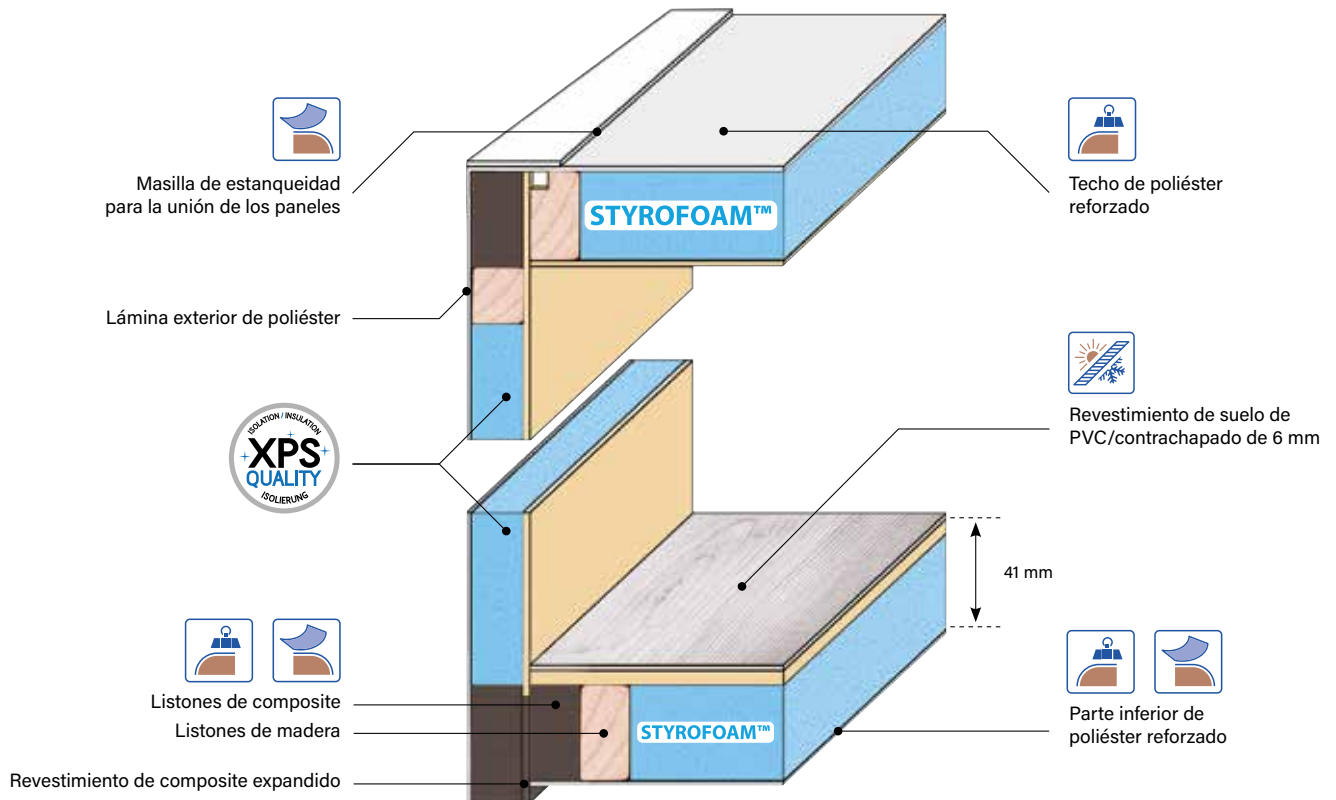 Masilla de estanqueidad
para la unión de los paneles
STYROFOAM™
Techo de poliéster
reforzado
Lámina exterior de poliéster
ISOLATION / INSULATION
XPS
QUALITY
ISOLIERUNG
Revestimiento de suelo de
PVC/contrachapado de 6 mm
41 mm
Listones de composite
Listones de madera
STYROFOAM™
Parte inferior de
poliéster reforzado
Revestimiento de composite expandido